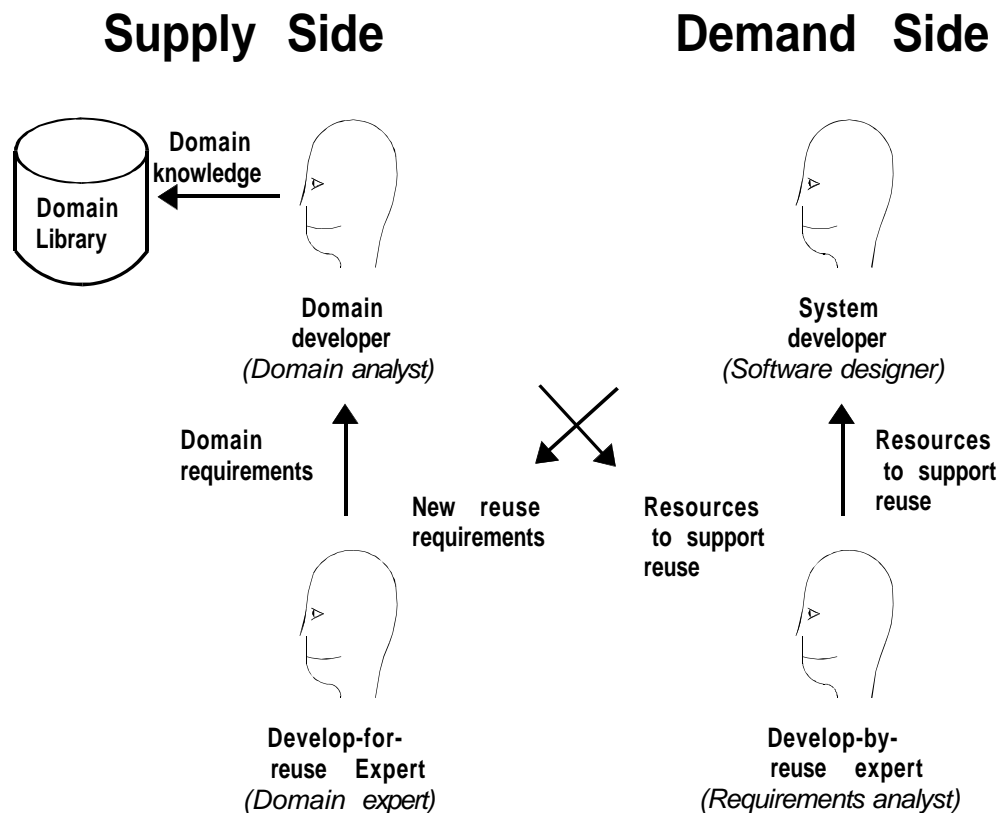 Supply Side
Demand Side
Domain
knowledge
Domain
Library
Domain
developer
(Domain analyst)
System
developer
(Software designer)
Domain
requirements
Resources
to support
reuse
New reuse
requirements
Resources
to support
reuse
Develop-for-
reuse Expert
(Domain expert)
Develop-by-
reuse expert
(Requirements analyst)